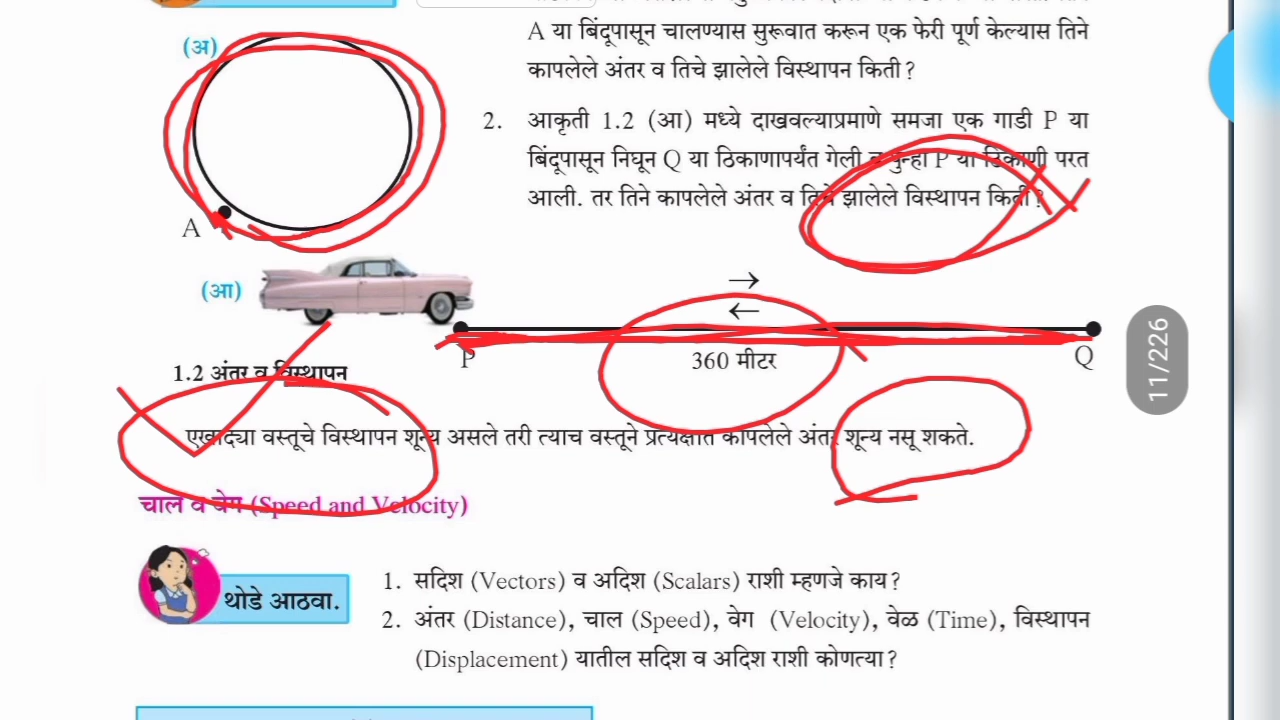 (अ)
A या बिंदूपासून चालण्यास सुरूवात करून एक फेरी पूर्ण केल्यास तिने
कापलेले अंतर व तिचे झालेले विस्थापन किती?
2. आकृती 1.2 (आ) मध्ये दाखवल्याप्रमाणे समजा एक गाडी P या
बिंदूपासून निघून Q या ठिकाणापर्यंत गेली व पुन्हा P या ठिकाणी परत
आली. तर तिने कापलेले अंतर व तिचे झालेले विस्थापन किती?
A
(आ)
→
←
P
360 मीटर
Q
1.2 अंतर व विस्थापन
एखाद्या वस्तूचे विस्थापन शून्य असले तरी त्याच वस्तूने प्रत्यक्षात कापलेले अंतर शून्य नसू शकते.
चाल व वेग (Speed and Velocity)
थोडे आठवा.
1. सदिश (Vectors) व अदिश (Scalars) राशी म्हणजे काय?
2. अंतर (Distance), चाल (Speed), वेग (Velocity), वेळ (Time), विस्थापन
(Displacement) यातील सदिश व अदिश राशी कोणत्या?
11/226